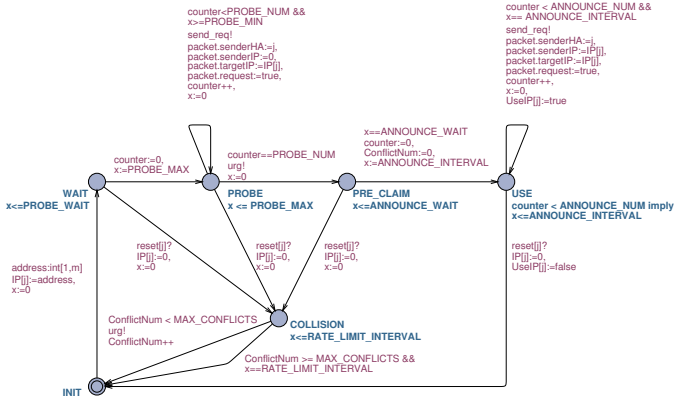 counter<PROBE_NUM &&
x>=PROBE_MIN
send_req!
packet.senderHA:=j,
packet.senderIP:=0,
packet.targetIP:=IP[j],
packet.request:=true,
counter++,
x:=0
counter < ANNOUNCE_NUM &&
x== ANNOUNCE_INTERVAL
send_req!
packet.senderHA:=j,
packet.senderIP:=IP[j],
packet.targetIP:=IP[j],
packet.request:=true,
counter++,
x:=0,
UseIP[j]:=true
counter:=0,
x:=PROBE_MAX
counter==PROBE_NUM
urg!
x:=0
x==ANNOUNCE_WAIT
counter:=0,
ConflictNum:=0,
x:=ANNOUNCE_INTERVAL
WAIT
x<=PROBE_WAIT
PROBE
x <= PROBE_MAX
PRE_CLAIM
x<=ANNOUNCE_WAIT
USE
counter < ANNOUNCE_NUM imply
x<=ANNOUNCE_INTERVAL
address:int[1,m]
IP[j]:=address,
x:=0
reset[j]?
IP[j]:=0,
x:=0
reset[j]?
IP[j]:=0,
x:=0
reset[j]?
IP[j]:=0,
x:=0
reset[j]?
IP[j]:=0,
UseIP[j]:=false
ConflictNum < MAX_CONFLICTS
urg!
ConflictNum++
COLLISION
x<=RATE_LIMIT_INTERVAL
ConflictNum >= MAX_CONFLICTS &&
x==RATE_LIMIT_INTERVAL
INIT